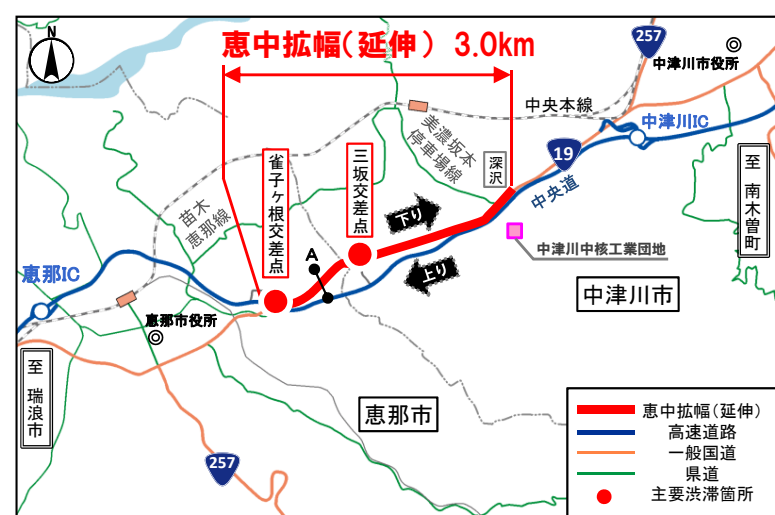 恵中拡幅(延伸) 3.0km
N
257
中津川市役所
中央本線
美濃坂本
停車場線
中津川IC
19
中央道
深沢
三坂交差点
雀子ヶ根交差点
苗木
恵那線
下り
上り
A
至 南木曽町
中津川中核工業団地
中津川市
恵那IC
恵那市役所
至 瑞浪市
恵那市
257
恵中拡幅(延伸)
高速道路
一般国道
県道
主要渋滞箇所